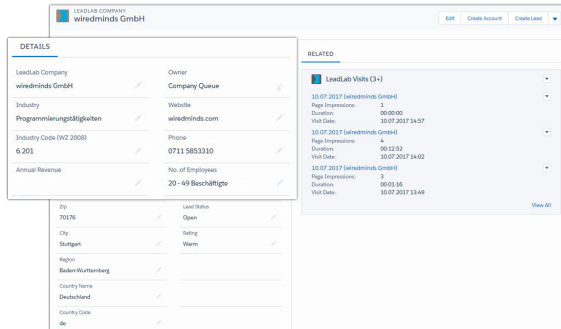 LEADLAB COMPANY
wiredminds GmbH
Edit
Create Account
Create Lead
DETAILS
LeadLab Company
Owner
wiredminds GmbH
Company Queue
Industry
Website
Programmierungstätigkeiten
wiredminds.com
Industry Code (WZ 2008)
Phone
6.201
0711 5853310
Annual Revenue
No. of Employees
20 - 49 Beschäftigte
Zip
Lead Status
70176
Open
City
Rating
Stuttgart
Warm
Region
Baden-Wurttemberg
Country Name
Deutschland
Country Code
de
RELATED
LeadLab Visits (3+)
10.07.2017 (wiredminds GmbH)
Page Impressions: 1
Duration: 00:00:00
Visit Date: 10.07.2017 14:57
10.07.2017 (wiredminds GmbH)
Page Impressions: 4
Duration: 00:12:52
Visit Date: 10.07.2017 14:02
10.07.2017 (wiredminds GmbH)
Page Impressions: 3
Duration: 00:01:16
Visit Date: 10.07.2017 13:49
View All